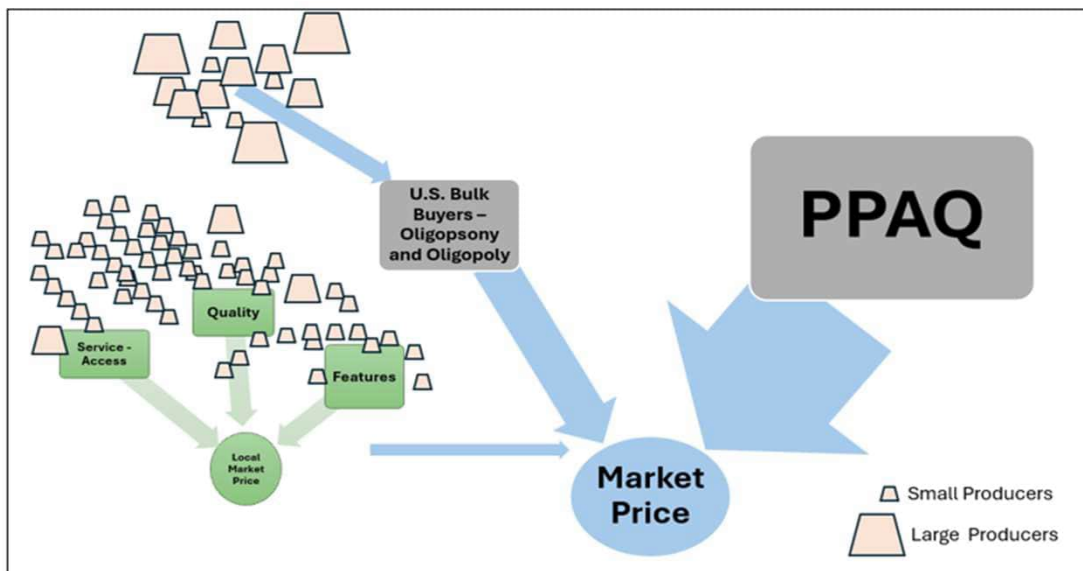 U.S. Bulk
Buyers –
Oligopsony
and Oligopoly
PPAQ
Quality
Service -
Access
Features
Local
Market
Price
Market
Price
Small Producers
Large Producers